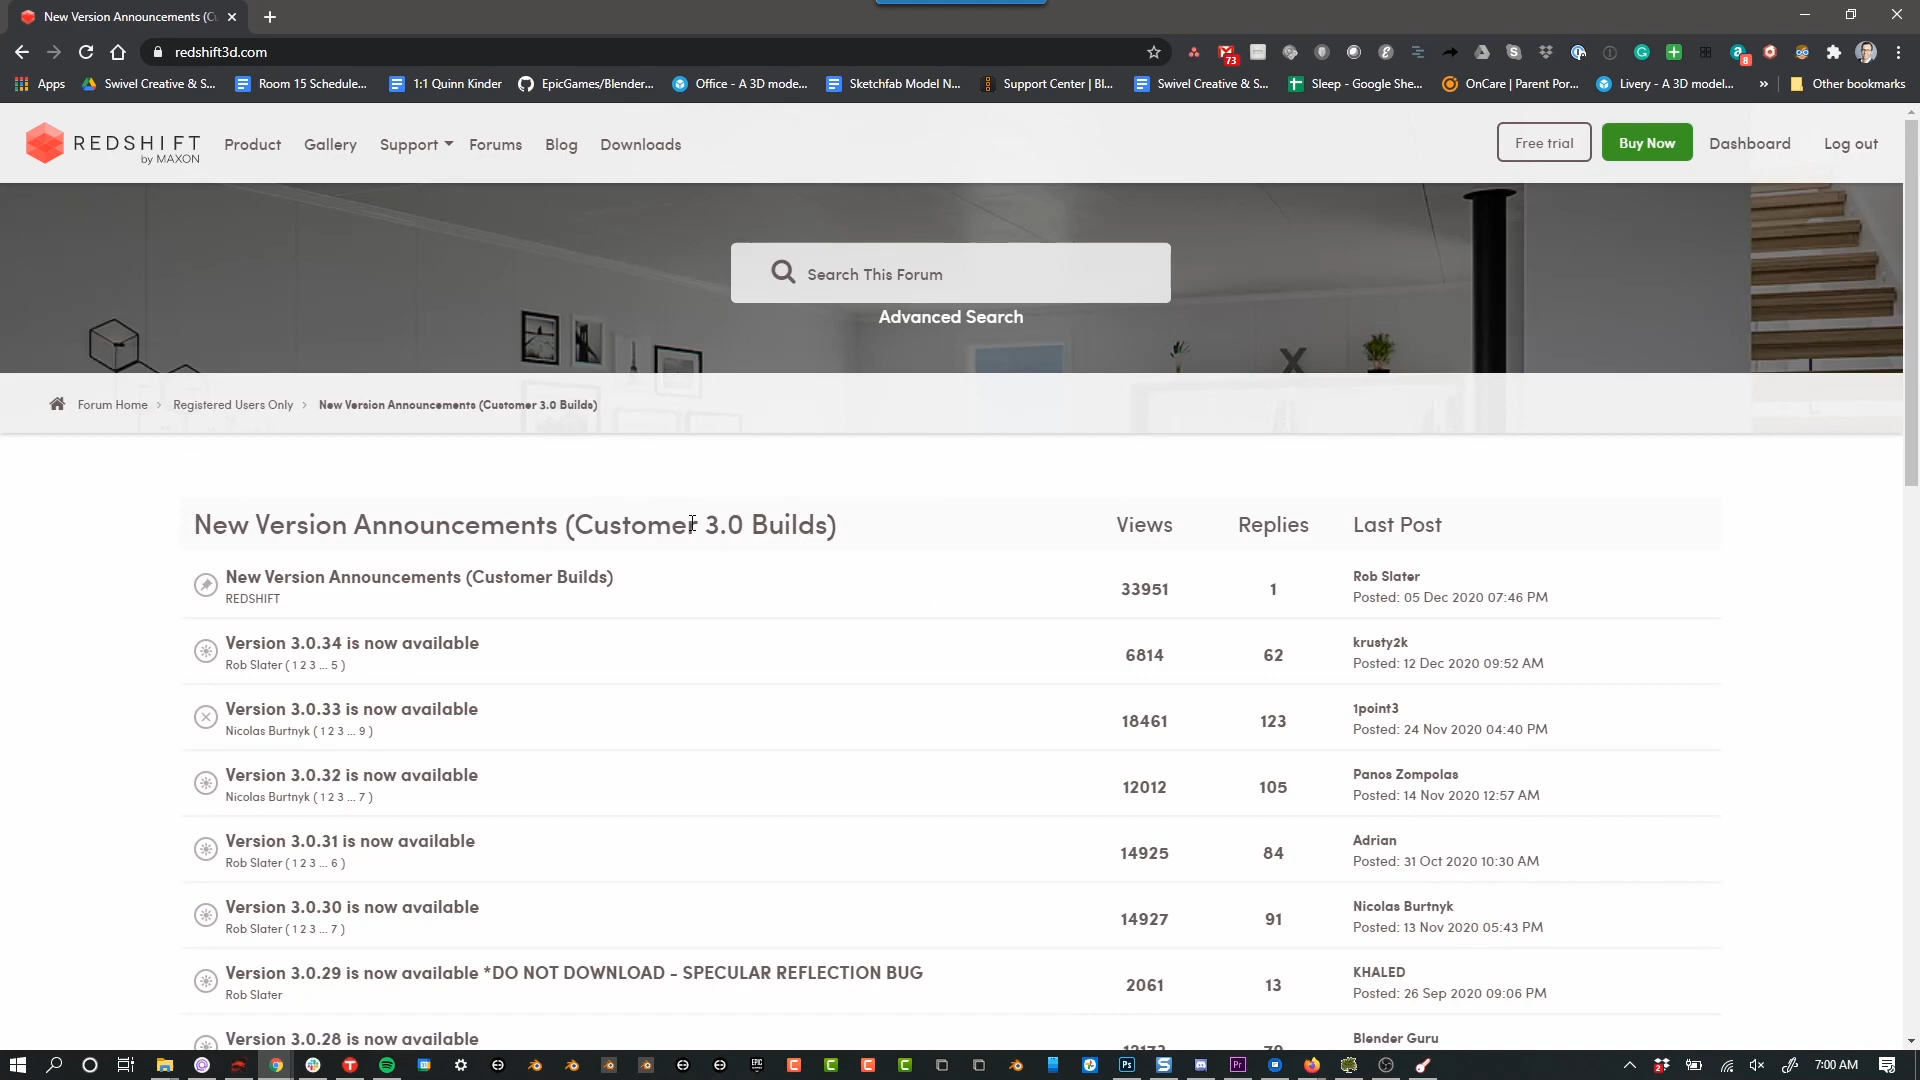 New Version Announcements (Cu
redshift3d.com
73
8
Apps
Swivel Creative & S...
Room 15 Schedule...
1:1 Quinn Kinder
EpicGames/Blender...
Office - A 3D mode...
Sketchfab Model N...
Support Center | Bl...
Swivel Creative & S...
Sleep - Google She...
OnCare | Parent Por...
Livery - A 3D model...
»
Other bookmarks
REDSHIFT
by MAXON
Product
Gallery
Support
Forums
Blog
Downloads
Free trial
Buy Now
Dashboard
Log out
Search This Forum
Advanced Search
Forum Home > Registered Users Only > New Version Announcements (Customer 3.0 Builds)
New Version Announcements (Customer 3.0 Builds) Views Replies Last Post
New Version Announcements (Customer Builds)
REDSHIFT
33951
1
Rob Slater
Posted: 05 Dec 2020 07:46 PM
Version 3.0.34 is now available
Rob Slater ( 1 2 3 ... 5 )
6814
62
krusty2k
Posted: 12 Dec 2020 09:52 AM
Version 3.0.33 is now available
Nicolas Burtnyk ( 1 2 3 ... 9 )
18461
123
1point3
Posted: 24 Nov 2020 04:40 PM
Version 3.0.32 is now available
Nicolas Burtnyk ( 1 2 3 ... 7 )
12012
105
Panos Zompolas
Posted: 14 Nov 2020 12:57 AM
Version 3.0.31 is now available
Rob Slater ( 1 2 3 ... 6 )
14925
84
Adrian
Posted: 31 Oct 2020 10:30 AM
Version 3.0.30 is now available
Rob Slater ( 1 2 3 ... 7 )
14927
91
Nicolas Burtnyk
Posted: 13 Nov 2020 05:43 PM
Version 3.0.29 is now available *DO NOT DOWNLOAD - SPECULAR REFLECTION BUG
Rob Slater
2061
13
KHALED
Posted: 26 Sep 2020 09:06 PM
Version 3.0.28 is now available
Blender Guru
7:00 AM